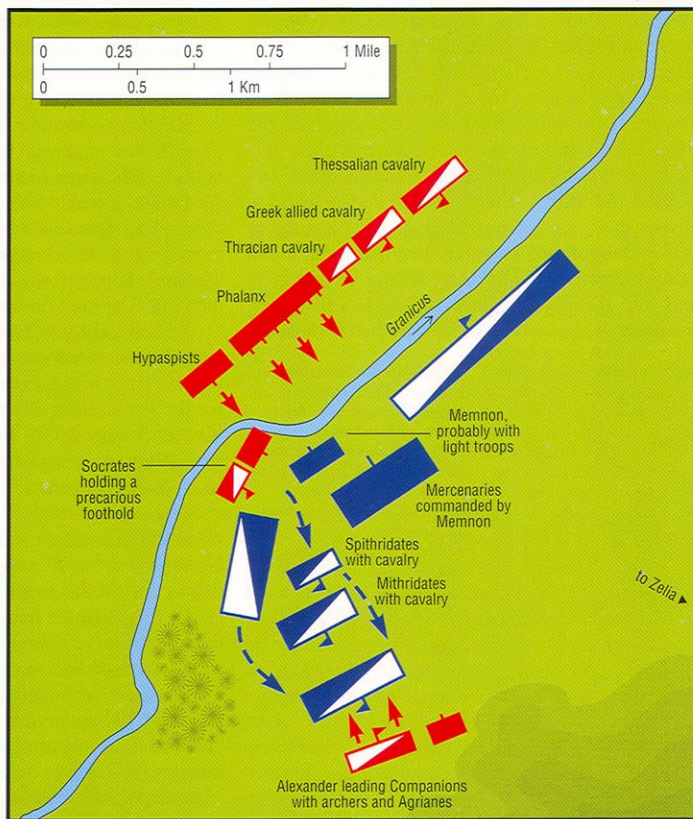 0 0.25 0.5 0.75 1 Mile
0 0.5 1 Km
Thessalian cavalry
Greek allied cavalry
Thracian cavalry
Phalanx
Granicus
Hypaspists
Memnon,
probably with
light troops
Socrates
holding a
precarious
foothold
Mercenaries
commanded by
Memnon
Spithridates
with cavalry
Mithridates
with cavalry
to Zelia
Alexander leading Companions
with archers and Agrianes